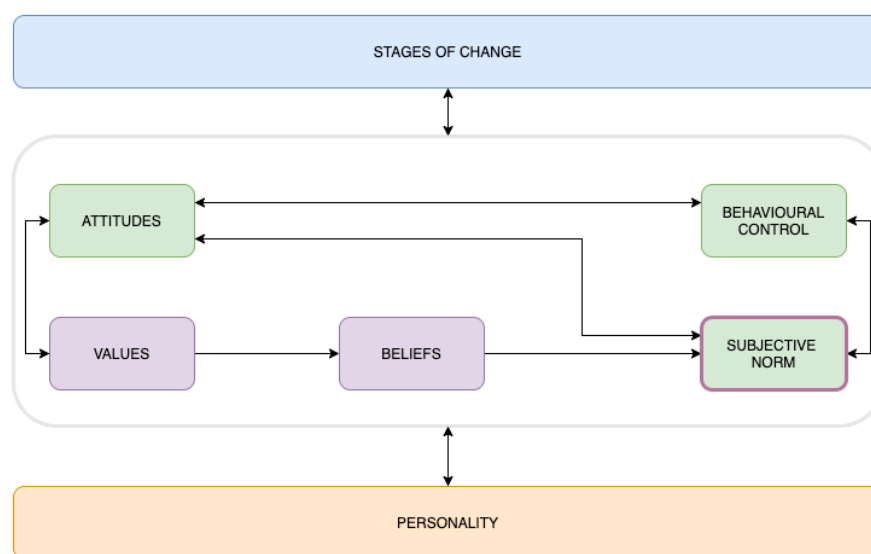 STAGES OF CHANGE
ATTITUDES
BEHAVIOURAL
CONTROL
VALUES
BELIEFS
SUBJECTIVE
NORM
PERSONALITY